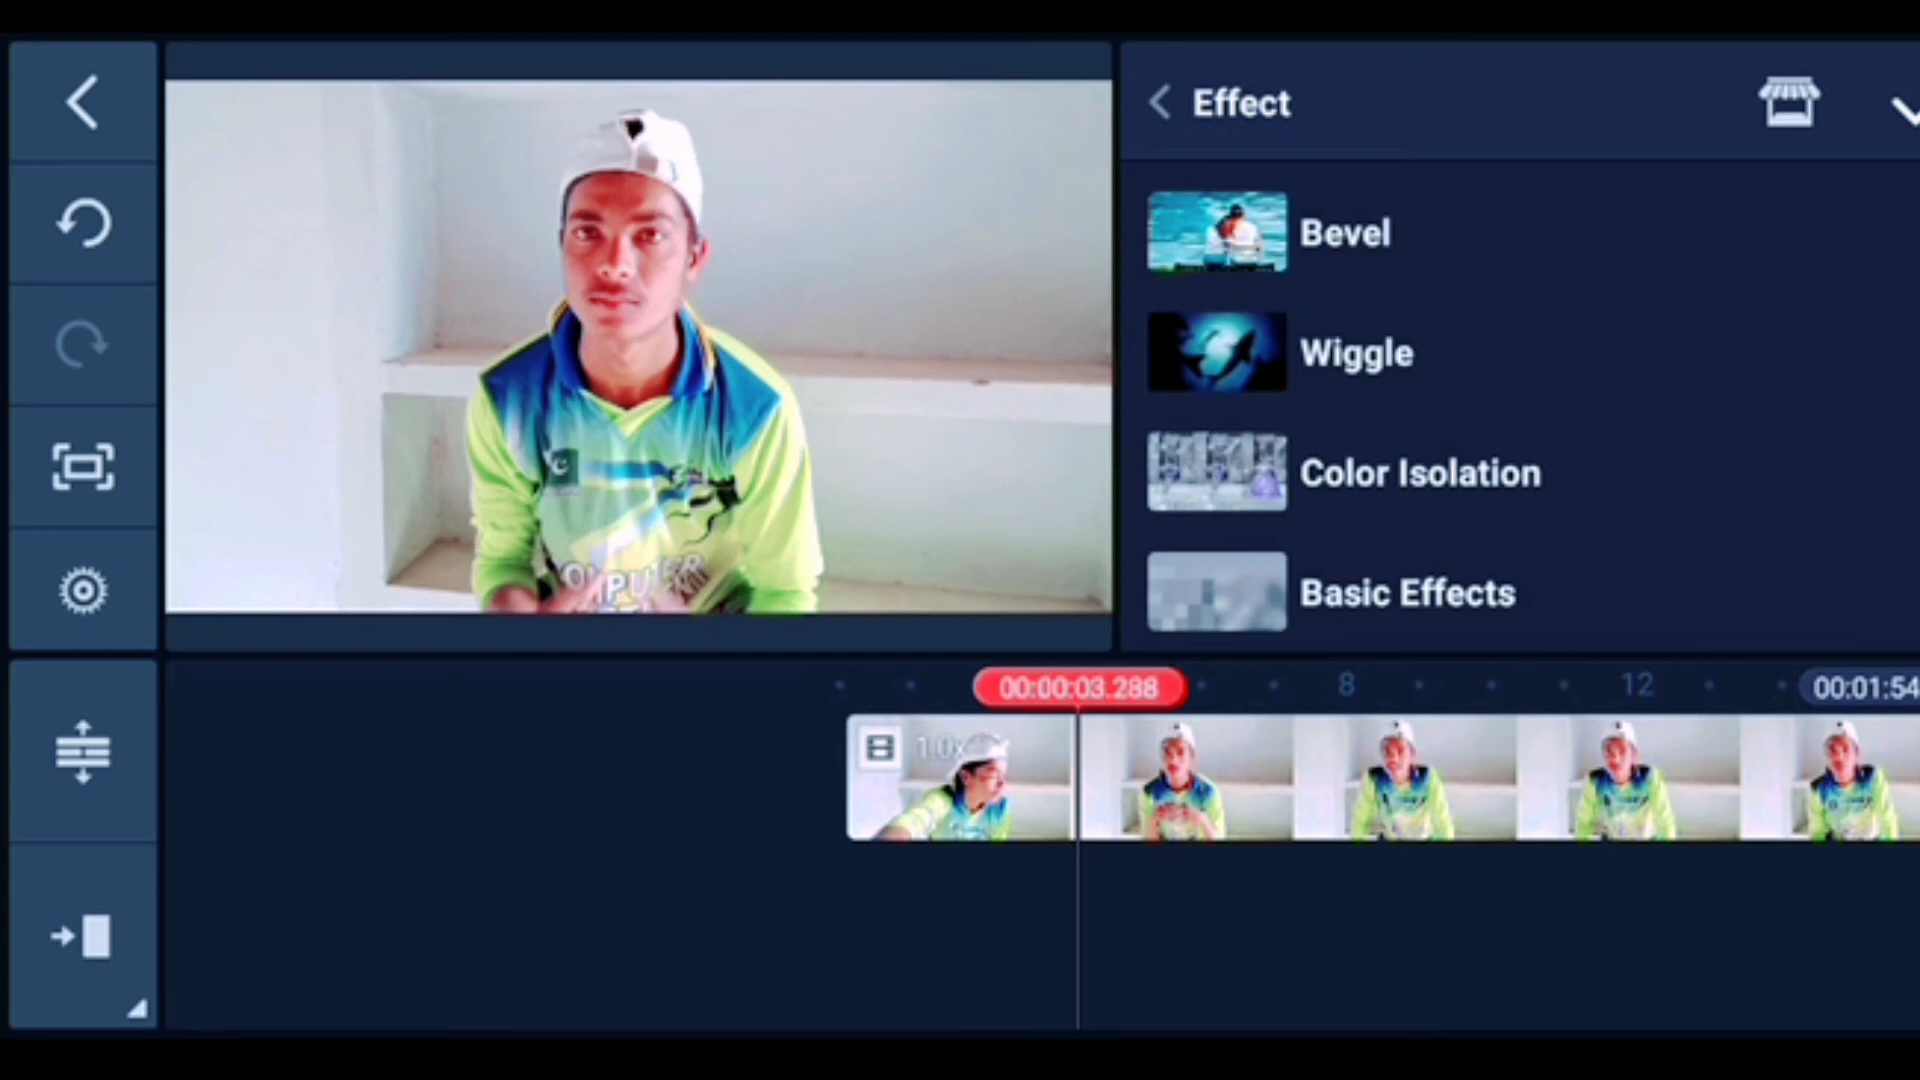 Effect
Bevel
Wiggle
Color Isolation
Basic Effects
00:00:03.288
8
12
00:01:54
1.0x